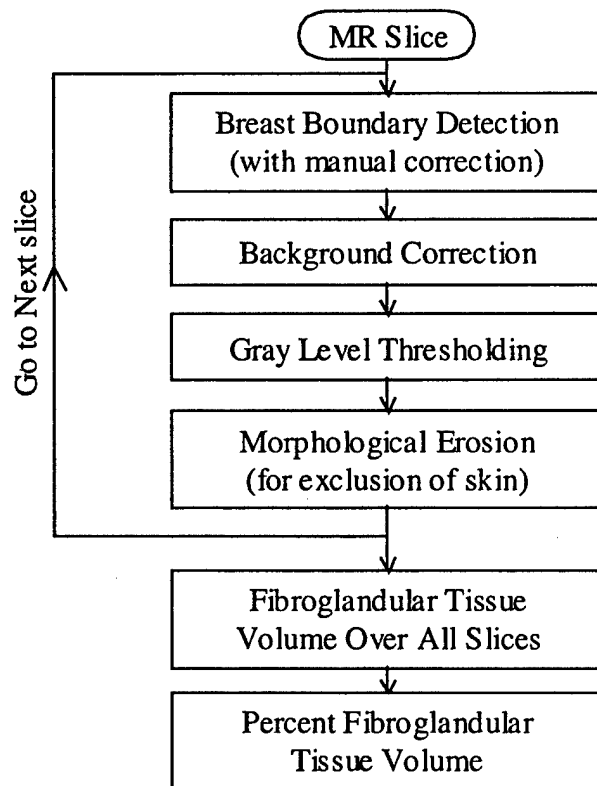 MR Slice
Breast Boundary Detection
(with manual correction)
Background Correction
Go to Next slice
Gray Level Thresholding
Morphological Erosion
(for exclusion of skin)
Fibroglandular Tissue
Volume Over All Slices
Percent Fibroglandular
Tissue Volume